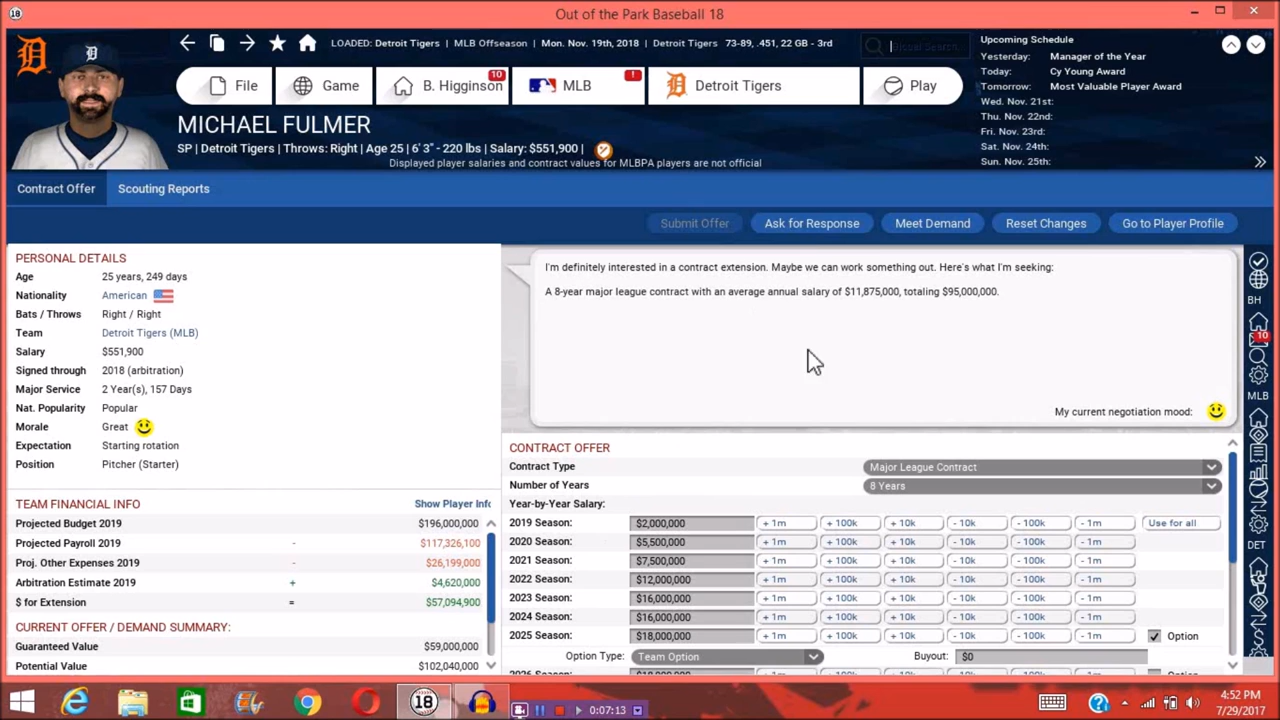 18
Out of the Park Baseball 18
LOADED: Detroit Tigers | MLB Offseason | Mon. Nov. 19th, 2018 | Detroit Tigers 73-89, .451, 22 GB - 3rd
Global Search...
Upcoming Schedule
Yesterday: Manager of the Year
Today: Cy Young Award
Tomorrow: Most Valuable Player Award
Wed. Nov. 21st:
Thu. Nov. 22nd:
Fri. Nov. 23rd:
Sat. Nov. 24th:
Sun. Nov. 25th:
File
Game
B. Higginson
10
MLB
!
Detroit Tigers
Play
MICHAEL FULMER
SP | Detroit Tigers | Throws: Right | Age 25 | 6' 3" - 220 lbs | Salary: $551,900 |
Displayed player salaries and contract values for MLBPA players are not official
Contract Offer
Scouting Reports
Submit Offer
Ask for Response
Meet Demand
Reset Changes
Go to Player Profile
PERSONAL DETAILS
Age 25 years, 249 days
Nationality American
Bats / Throws Right / Right
Team Detroit Tigers (MLB)
Salary $551,900
Signed through 2018 (arbitration)
Major Service 2 Year(s), 157 Days
Nat. Popularity Popular
Morale Great
Expectation Starting rotation
Position Pitcher (Starter)
TEAM FINANCIAL INFO Show Player Info
Projected Budget 2019 $196,000,000
Projected Payroll 2019 - $117,326,100
Proj. Other Expenses 2019 - $26,199,000
Arbitration Estimate 2019 + $4,620,000
$ for Extension = $57,094,900
CURRENT OFFER / DEMAND SUMMARY:
Guaranteed Value $59,000,000
Potential Value $102,040,000
I'm definitely interested in a contract extension. Maybe we can work something out. Here's what I'm seeking:
A 8-year major league contract with an average annual salary of $11,875,000, totaling $95,000,000.
My current negotiation mood:
CONTRACT OFFER
Contract Type Major League Contract
Number of Years 8 Years
Year-by-Year Salary:
2019 Season: $2,000,000 + 1m + 100k + 10k - 10k - 100k - 1m Use for all
2020 Season: $5,500,000 + 1m + 100k + 10k - 10k - 100k - 1m
2021 Season: $7,500,000 + 1m + 100k + 10k - 10k - 100k - 1m
2022 Season: $12,000,000 + 1m + 100k + 10k - 10k - 100k - 1m
2023 Season: $16,000,000 + 1m + 100k + 10k - 10k - 100k - 1m
2024 Season: $16,000,000 + 1m + 100k + 10k - 10k - 100k - 1m
2025 Season: $18,000,000 + 1m + 100k + 10k - 10k - 100k - 1m Option
Option Type: Team Option Buyout: $0
BH
10
MLB
DET
18
0:07:13
4:52 PM
7/29/2017